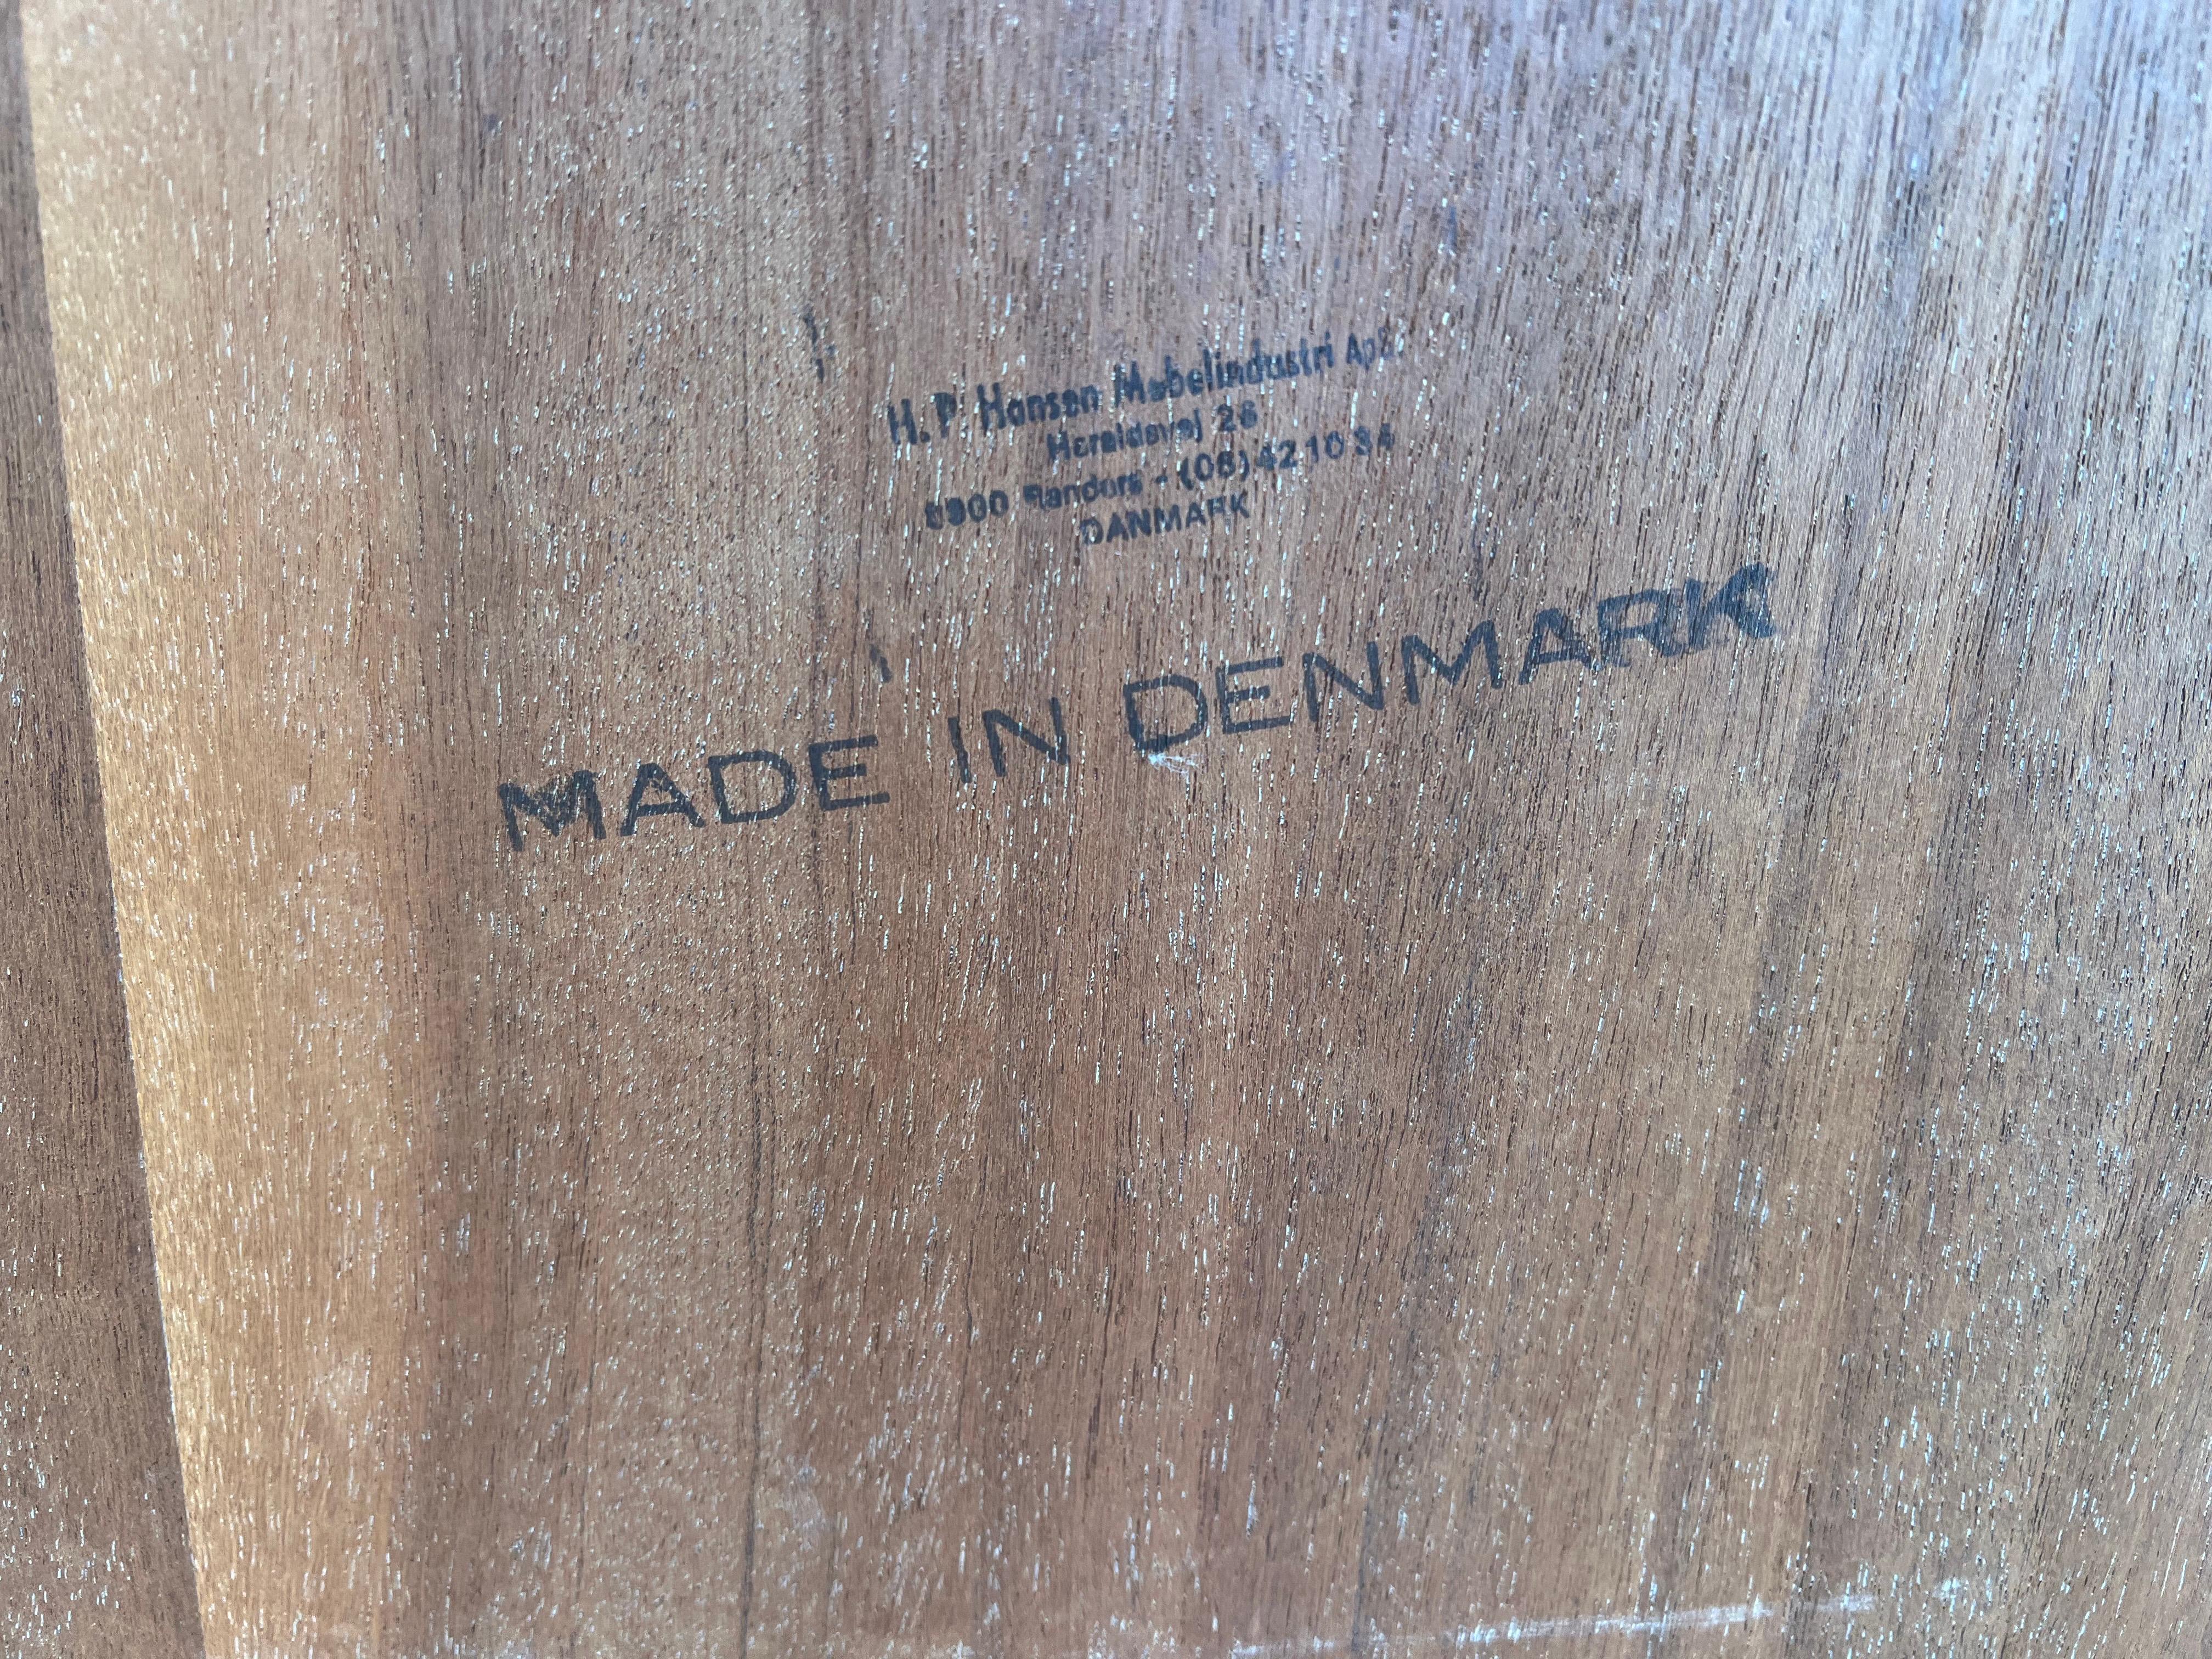 H.P. Hansen Møbelindustri ApS.
Haraldsvej 26
8900 Randers - (06) 42 10 34
DANMARK
MADE IN DENMARK